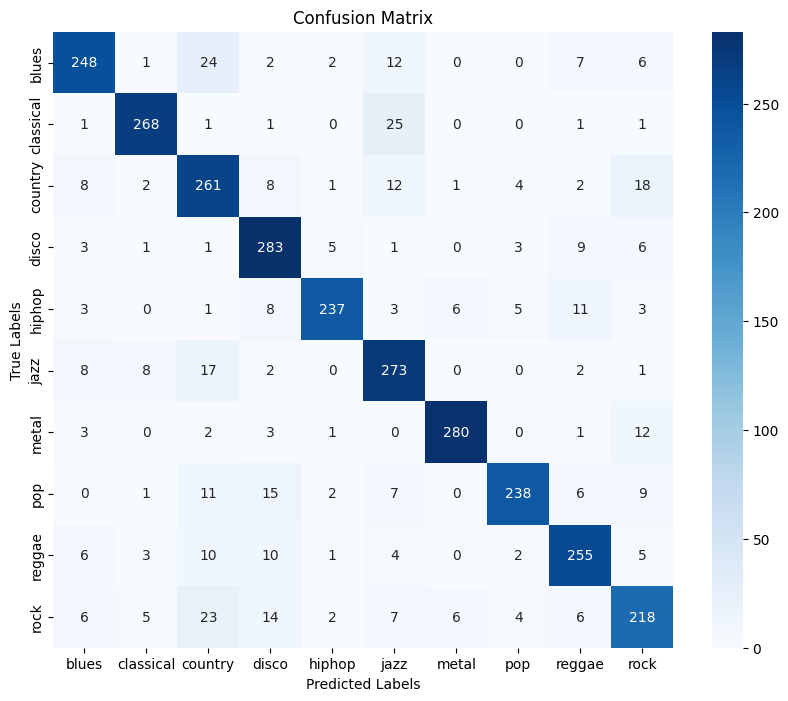 Confusion Matrix
True Labels
blues 248 1 24 2 2 12 0 0 7 6
classical 1 268 1 1 0 25 0 0 1 1
country 8 2 261 8 1 12 1 4 2 18
disco 3 1 1 283 5 1 0 3 9 6
hiphop 3 0 1 8 237 3 6 5 11 3
jazz 8 8 17 2 0 273 0 0 2 1
metal 3 0 2 3 1 0 280 0 1 12
pop 0 1 11 15 2 7 0 238 6 9
reggae 6 3 10 10 1 4 0 2 255 5
rock 6 5 23 14 2 7 6 4 6 218
blues classical country disco hiphop jazz metal pop reggae rock
Predicted Labels
250
200
150
100
50
0